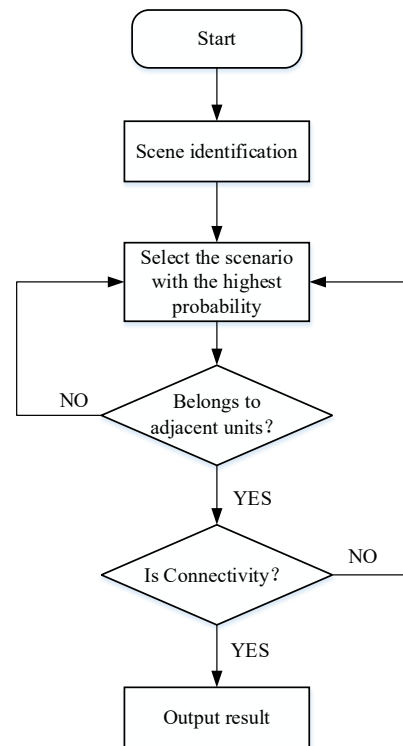 Start
Scene identification
Select the scenario
with the highest
probability
NO
Belongs to
adjacent units?
YES
NO
Is Connectivity?
YES
Output result